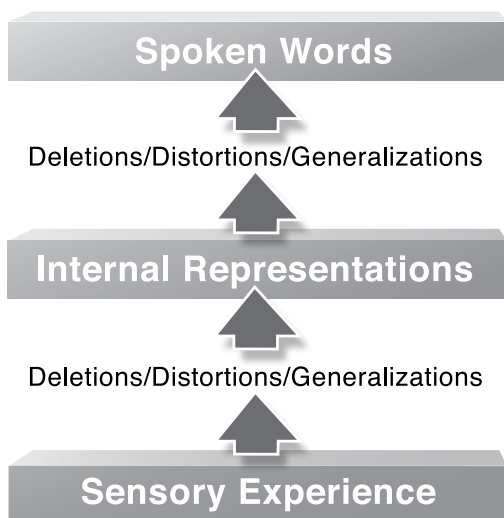 Spoken Words
Deletions/Distortions/Generalizations
Internal Representations
Deletions/Distortions/Generalizations
Sensory Experience